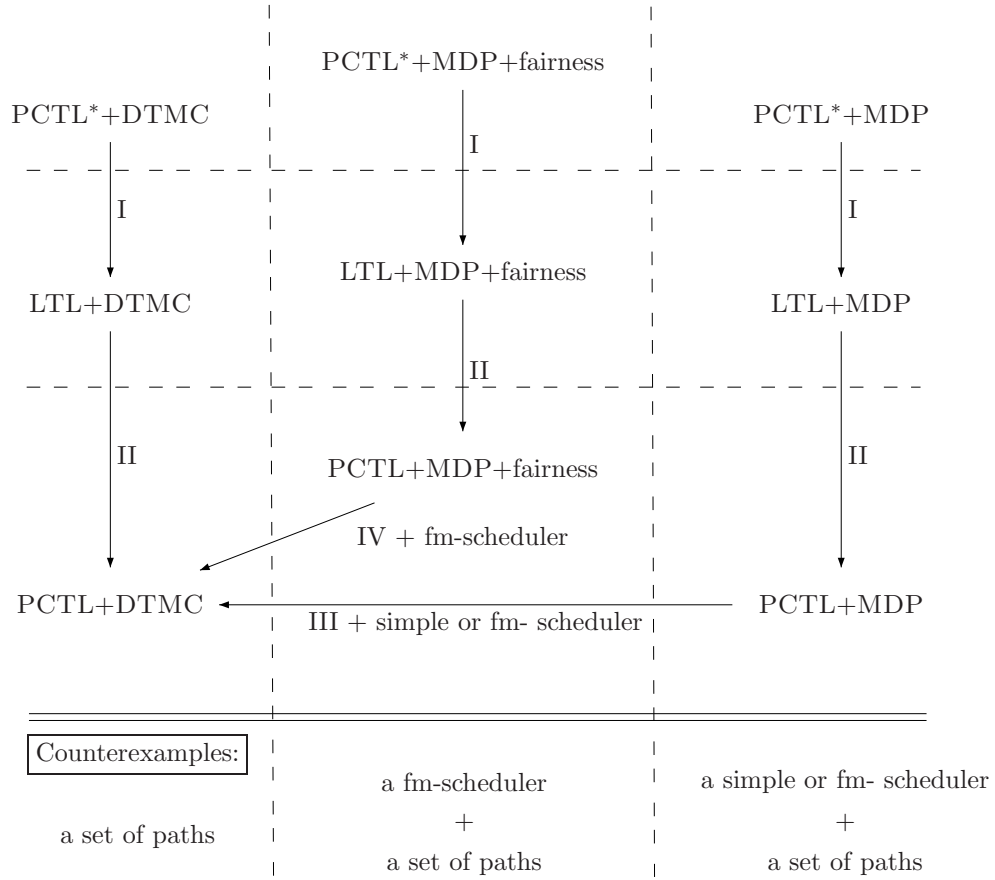 PCTL*+MDP+fairness
PCTL*+DTMC
PCTL*+MDP
I
I
I
LTL+MDP+fairness
LTL+DTMC
LTL+MDP
II
II
II
PCTL+MDP+fairness
IV + fm-scheduler
PCTL+DTMC
PCTL+MDP
III + simple or fm- scheduler
Counterexamples:
a set of paths
a fm-scheduler
+
a set of paths
a simple or fm- scheduler
+
a set of paths